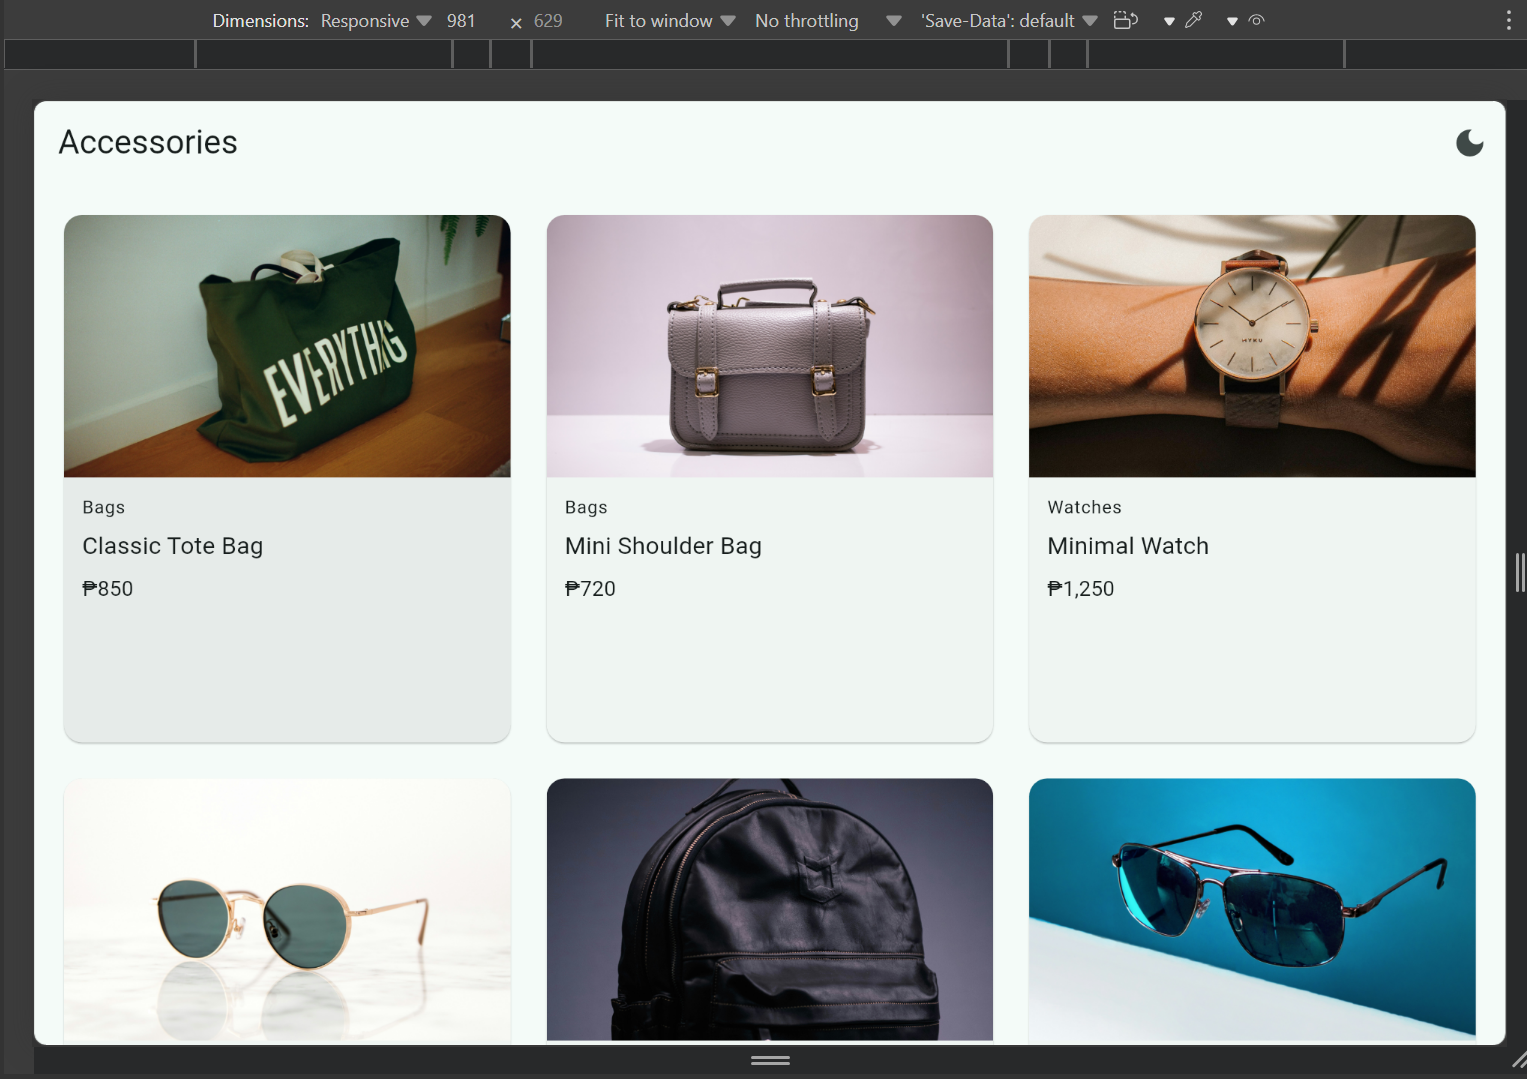 Dimensions: Responsive 981 × 629 Fit to window No throttling 'Save-Data': default
Accessories
EVERYTHING
MYKU
Bags
Classic Tote Bag
₱850
Bags
Mini Shoulder Bag
₱720
Watches
Minimal Watch
₱1,250